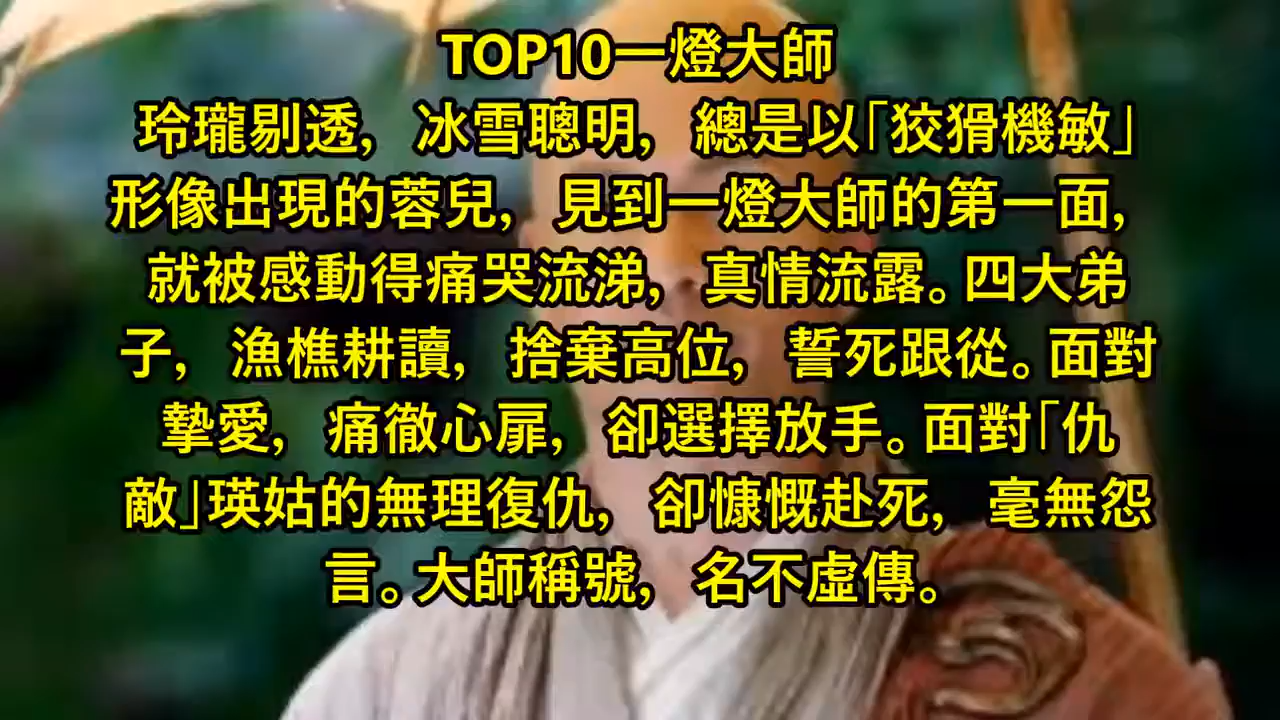 TOP10一燈大師
玲瓏剔透,冰雪聰明,總是以「狡猾機敏」
形像出現的蓉兒,見到一燈大師的第一面,
就被感動得痛哭流涕,真情流露。四大弟
子,漁樵耕讀,捨棄高位,誓死跟從。面對
摯愛,痛徹心扉,卻選擇放手。面對「仇
敵」瑛姑的無理復仇,卻慷慨赴死,毫無怨
言。大師稱號,名不虛傳。